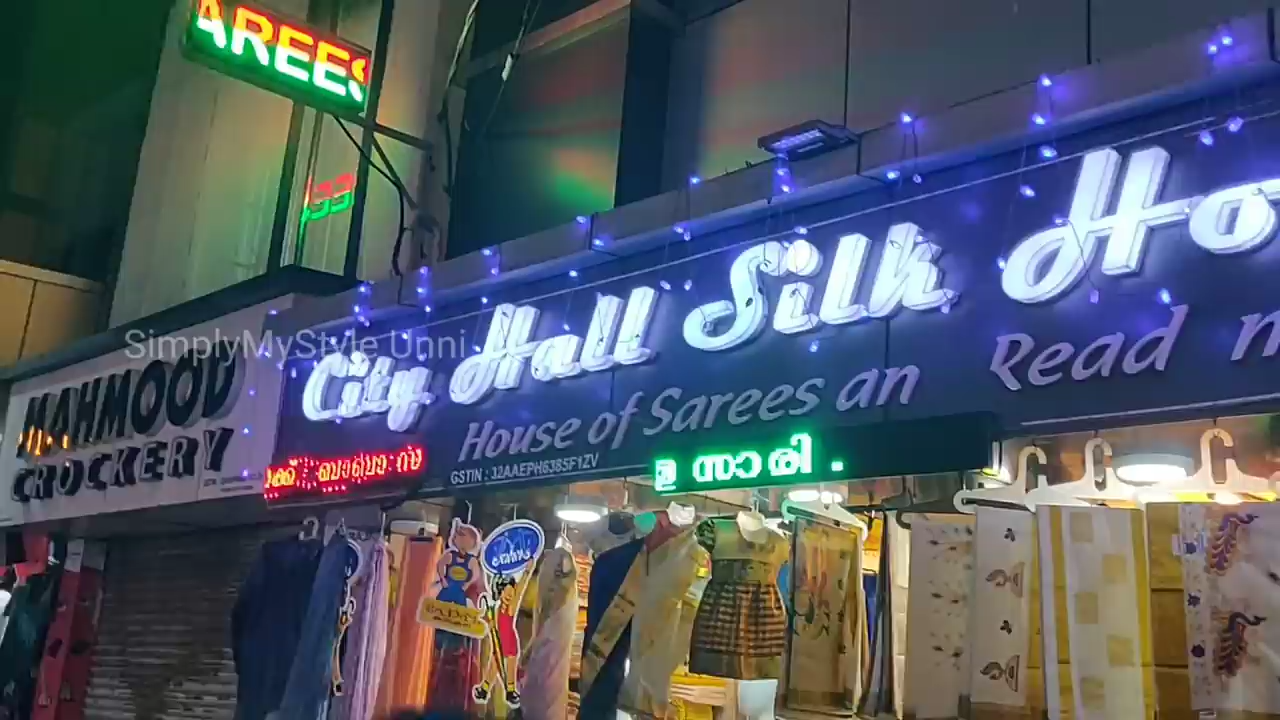 AREES
SimplyMyStyle Unni
MAHMOOD
CROCKERY
City Hall Silk Ho
House of Sarees an
Read
GSTIN : 32AAEPH6385F1ZV
സാരി .